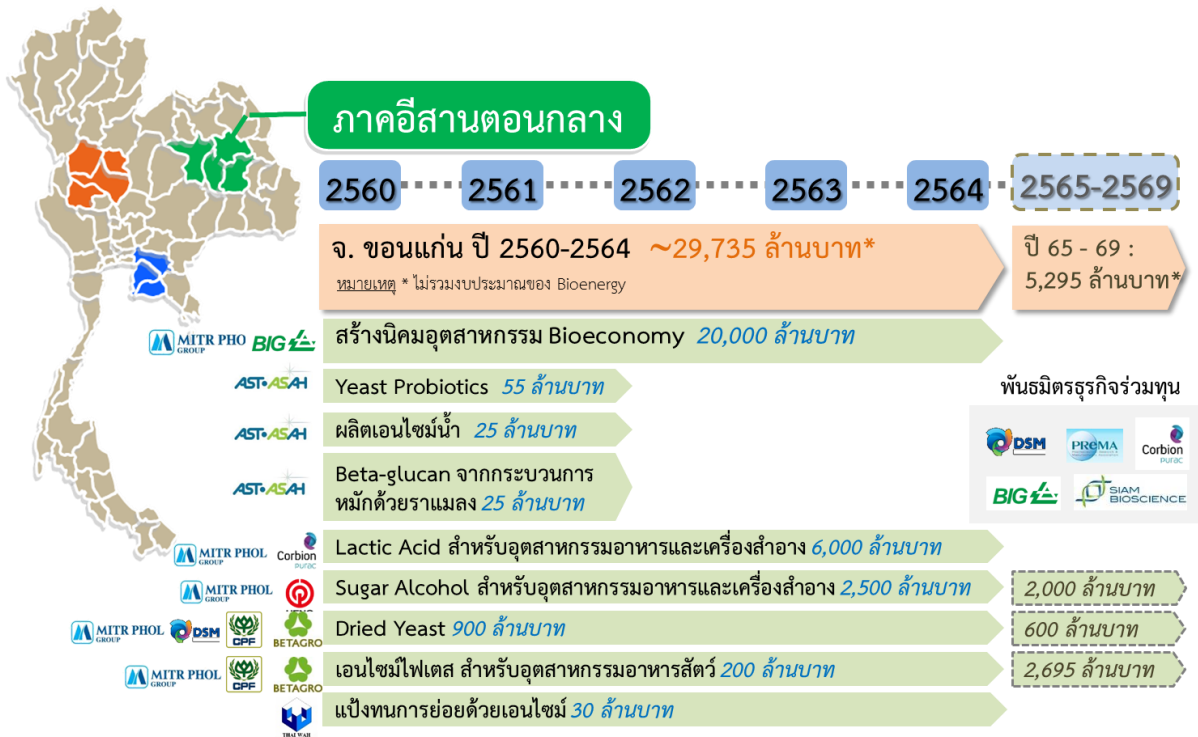 ภาคอีสานตอนกลาง
2560 2561 2562 2563 2564 2565-2569
จ. ขอนแก่น ปี 2560-2564 ~29,735 ล้านบาท*
หมายเหตุ * ไม่รวมงบประมาณของ Bioenergy
ปี 65 - 69 :
5,295 ล้านบาท*
MITR PHO
GROUP
BIG
สร้างนิคมอุตสาหกรรม Bioeconomy 20,000 ล้านบาท
AST•ASAH
Yeast Probiotics 55 ล้านบาท
AST•ASAH
ผลิตเอนไซม์น้ำ 25 ล้านบาท
AST•ASAH
Beta-glucan จากกระบวนการ
หมักด้วยราแมลง 25 ล้านบาท
พันธมิตรธุรกิจร่วมทุน
DSM
PReMA
Corbion
purac
BIG
SIAM
BIOSCIENCE
MITR PHOL
GROUP
Corbion
purac
Lactic Acid สำหรับอุตสาหกรรมอาหารและเครื่องสำอาง 6,000 ล้านบาท
MITR PHOL
GROUP
Sugar Alcohol สำหรับอุตสาหกรรมอาหารและเครื่องสำอาง 2,500 ล้านบาท
2,000 ล้านบาท
MITR PHOL
GROUP
DSM
CPF
BETAGRO
Dried Yeast 900 ล้านบาท
600 ล้านบาท
MITR PHOL
GROUP
CPF
BETAGRO
เอนไซม์ไฟเตส สำหรับอุตสาหกรรมอาหารสัตว์ 200 ล้านบาท
2,695 ล้านบาท
THAI WAH
แป้งทนการย่อยด้วยเอนไซม์ 30 ล้านบาท